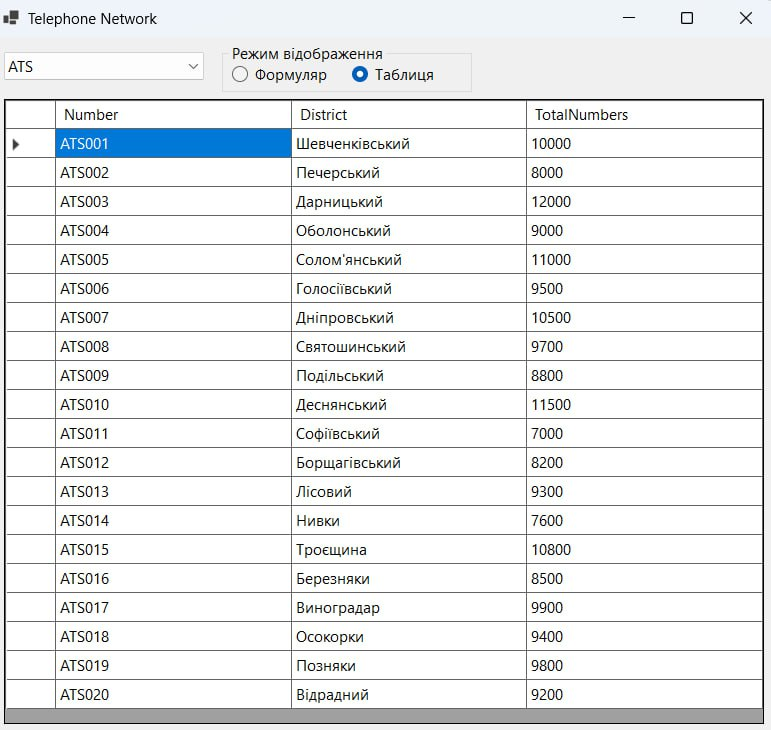 Telephone Network
ATS
Режим відображення
Формуляр Таблиця
Number District TotalNumbers
ATS001 Шевченківський 10000
ATS002 Печерський 8000
ATS003 Дарницький 12000
ATS004 Оболонський 9000
ATS005 Солом'янський 11000
ATS006 Голосіївський 9500
ATS007 Дніпровський 10500
ATS008 Святошинський 9700
ATS009 Подільський 8800
ATS010 Деснянський 11500
ATS011 Софіївський 7000
ATS012 Борщагівський 8200
ATS013 Лісовий 9300
ATS014 Нивки 7600
ATS015 Троєщина 10800
ATS016 Березняки 8500
ATS017 Виноградар 9900
ATS018 Осокорки 9400
ATS019 Позняки 9800
ATS020 Відрадний 9200